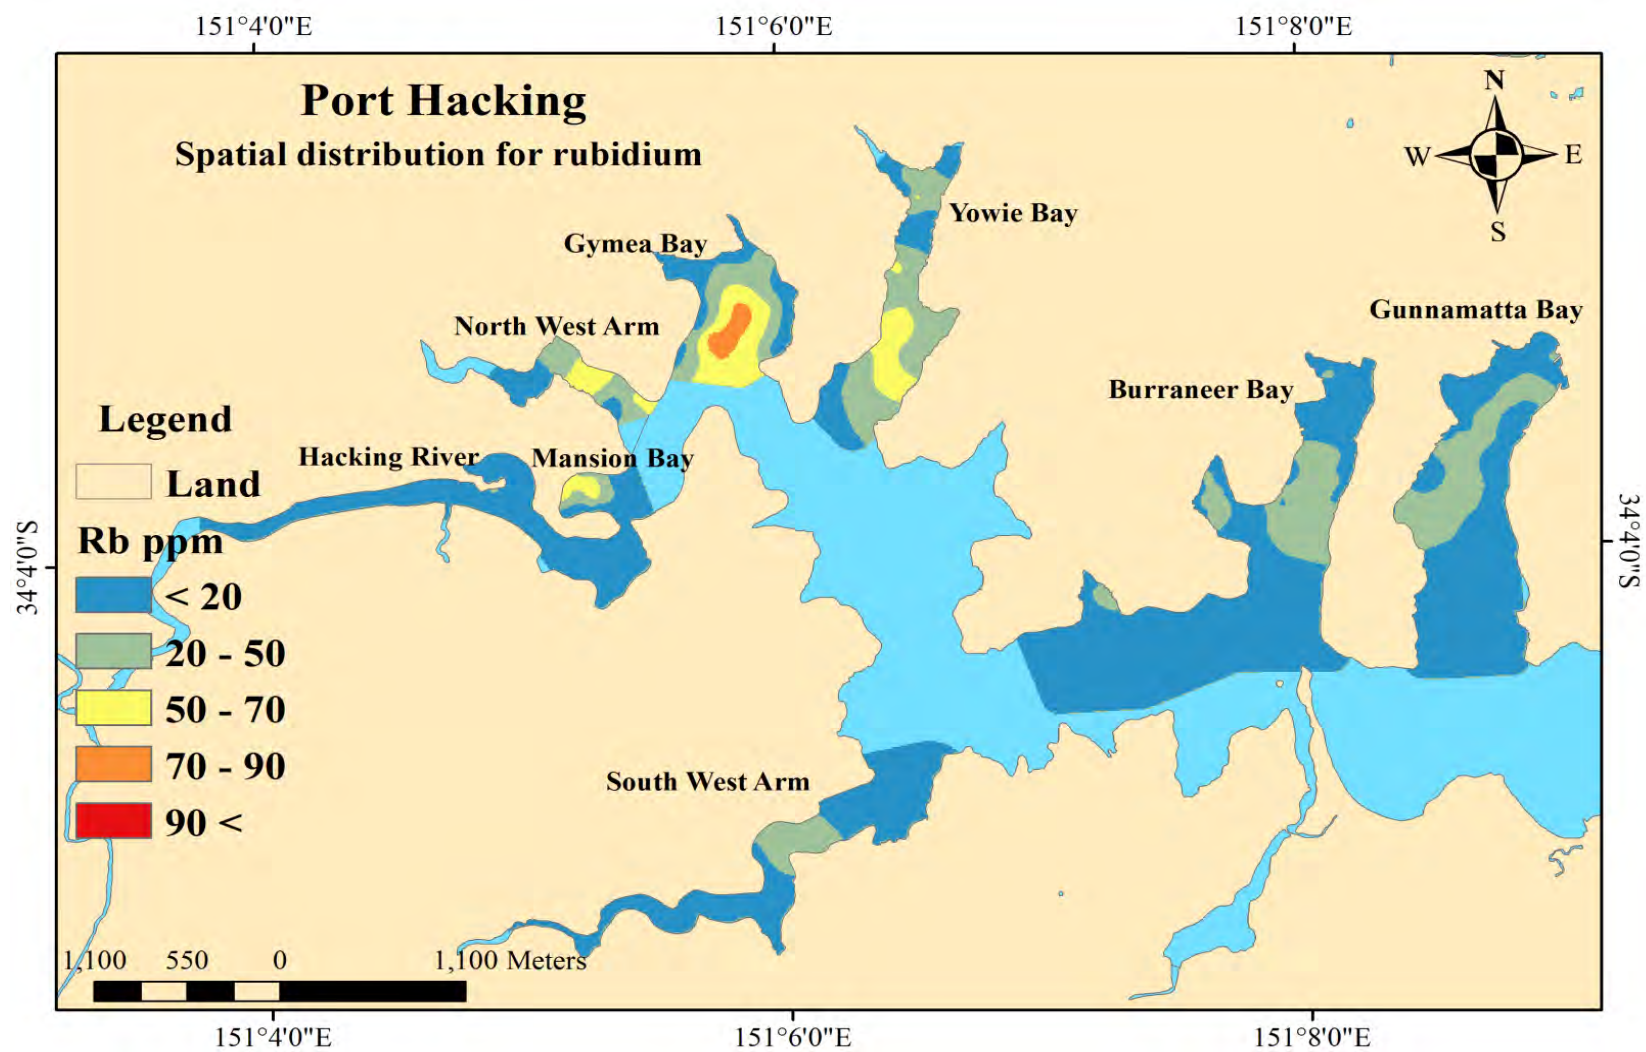 151°4'0"E
151°6'0"E
151°8'0"E
Port Hacking
Spatial distribution for rubidium
N
W
E
S
Yowie Bay
Gymea Bay
Gunnamatta Bay
North West Arm
Burraneer Bay
Legend
Hacking River
Mansion Bay
Land
34°4'0"S
34°4'0"S
Rb ppm
< 20
20 - 50
50 - 70
70 - 90
90 <
South West Arm
1,100 550 0 1,100 Meters
151°4'0"E
151°6'0"E
151°8'0"E